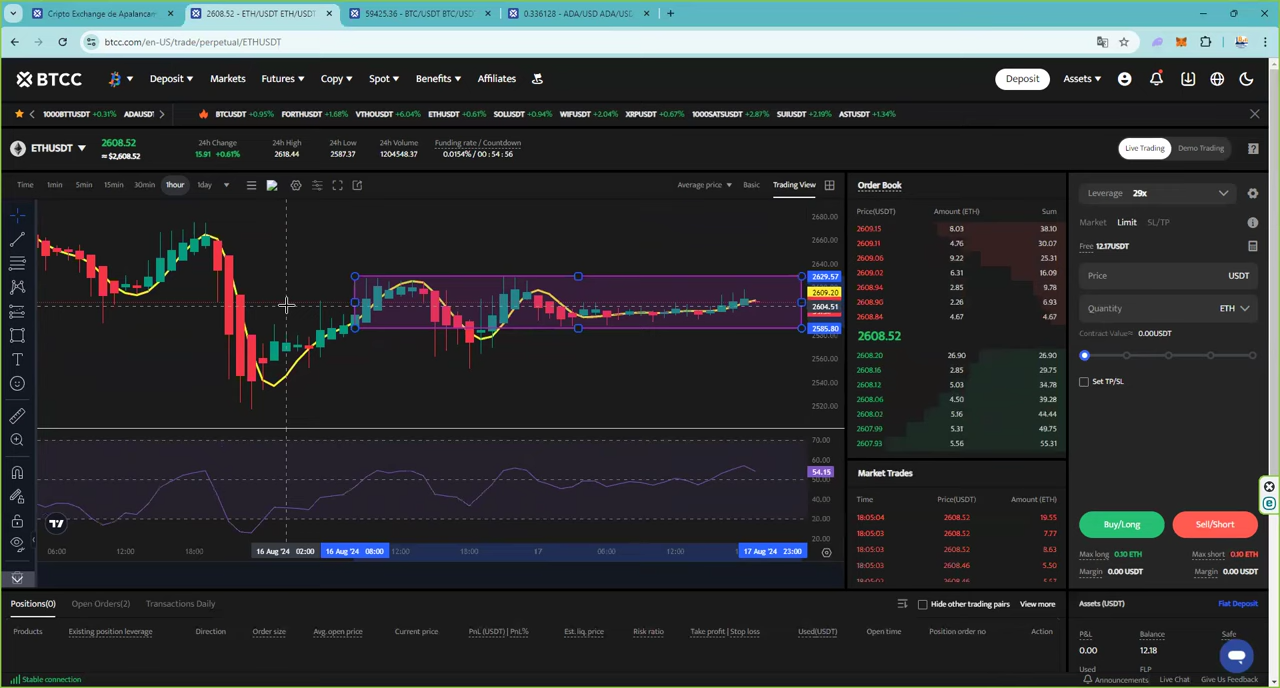 Cripto Exchange de Apalancam
2608.52 - ETH/USDT ETH/USDT
59425.36 - BTC/USDT BTC/USDC
0.336128 - ADA/USD ADA/USDT
btcc.com/en-US/trade/perpetual/ETHUSDT
BTCC
Deposit
Markets
Futures
Copy
Spot
Benefits
Affiliates
Deposit
Assets
1000BTTUSDT +0.31%
ADAUSDT
BTCUSDT +0.95%
FORTHUSDT +1.68%
VTHOUSDT +6.04%
ETHUSDT +0.61%
SOLUSDT +0.94%
WIFUSDT +2.04%
XRPUSDT +0.67%
1000SATSUSDT +2.87%
SUIUSDT +2.19%
ASTUSDT +1.34%
ETHUSDT
2608.52
≈ $2,608.52
24h Change
15.91 +0.61%
24h High
2618.44
24h Low
2587.37
24h Volume
1204548.37
Funding rate / Countdown
0.0154% / 00 : 54 : 56
Live Trading
Demo Trading
Time
1min
5min
15min
30min
1hour
1day
Average price
Basic
Trading View
2680.00
2660.00
2640.00
2629.57
2609.20
2604.51
2585.80
2580.00
2560.00
2540.00
2520.00
70.00
60.00
54.15
50.00
40.00
30.00
20.00
06:00
12:00
18:00
16 Aug '24 02:00
16 Aug '24 08:00
12:00
17
06:00
12:00
17 Aug '24 23:00
Order Book
Price(USDT) Amount (ETH) Sum
2609.15 8.03 38.10
2609.11 4.76 30.07
2609.06 9.22 25.31
2609.02 6.31 16.09
2608.94 2.85 9.78
2608.90 2.26 6.93
2608.84 4.67 4.67
2608.52
2608.20 26.90 26.90
2608.16 2.85 29.75
2608.12 5.03 34.78
2608.06 4.50 39.28
2608.02 5.16 44.44
2607.99 5.31 49.75
2607.93 5.56 55.31
Market Trades
Time Price(USDT) Amount (ETH)
18:05:04 2608.52 19.55
18:05:03 2608.52 7.77
18:05:03 2608.52 8.63
18:05:03 2608.46 5.50
Leverage 29x
Market
Limit
SL/TP
Free 12.17USDT
Price USDT
Quantity ETH
Contract Value≈ 0.00USDT
Set TP/SL
Buy/Long
Sell/Short
Max long 0.10 ETH
Max short 0.10 ETH
Margin 0.00 USDT
Margin 0.00 USDT
Positions(0)
Open Orders(2)
Transactions Daily
Hide other trading pairs
View more
Products
Existing position leverage
Direction
Order size
Avg. open price
Current price
PnL (USDT) | PnL%
Est. liq. price
Risk ratio
Take profit | Stop loss
Used(USDT)
Open time
Position order no
Action
Assets (USDT)
Fiat Deposit
P&L
Balance
Safe
0.00
12.18
Used
FLP
Stable connection
Announcements
Live Chat
Give Us Feedback